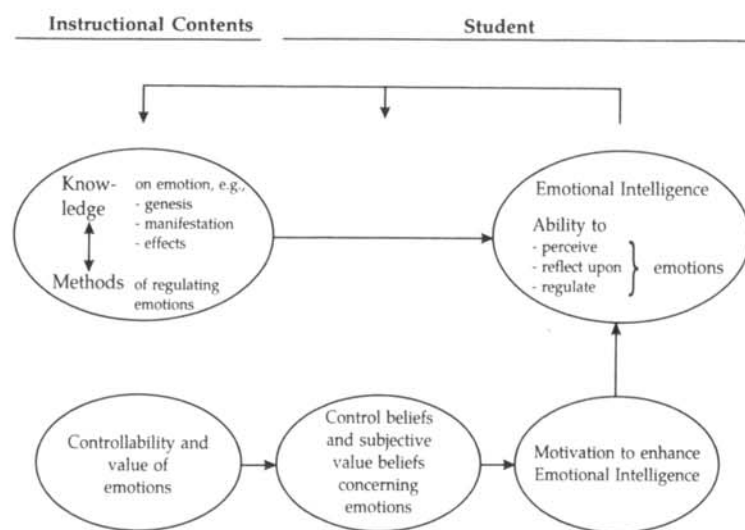 Instructional Contents
Student
Know-
ledge
on emotion, e.g.,
- genesis
- manifestation
- effects
Methods
of regulating
emotions
Emotional Intelligence
Ability to
- perceive
- reflect upon
- regulate
emotions
Controllability and
value of
emotions
Control beliefs
and subjective
value beliefs
concerning
emotions
Motivation to enhance
Emotional Intelligence